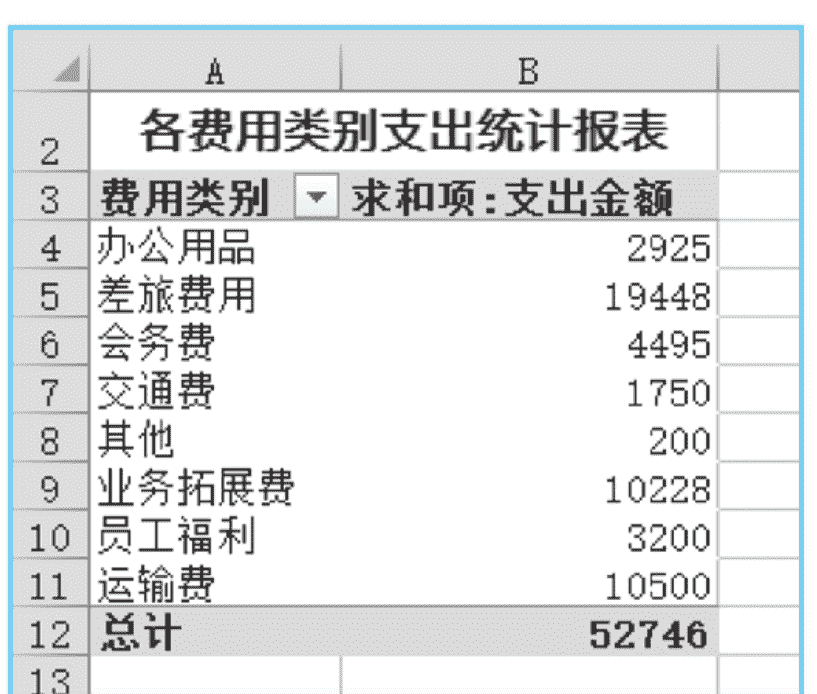 A B
2 各费用类别支出统计报表
3 费用类别 求和项:支出金额
4 办公用品 2925
5 差旅费用 19448
6 会务费 4495
7 交通费 1750
8 其他 200
9 业务拓展费 10228
10 员工福利 3200
11 运输费 10500
12 总计 52746
13